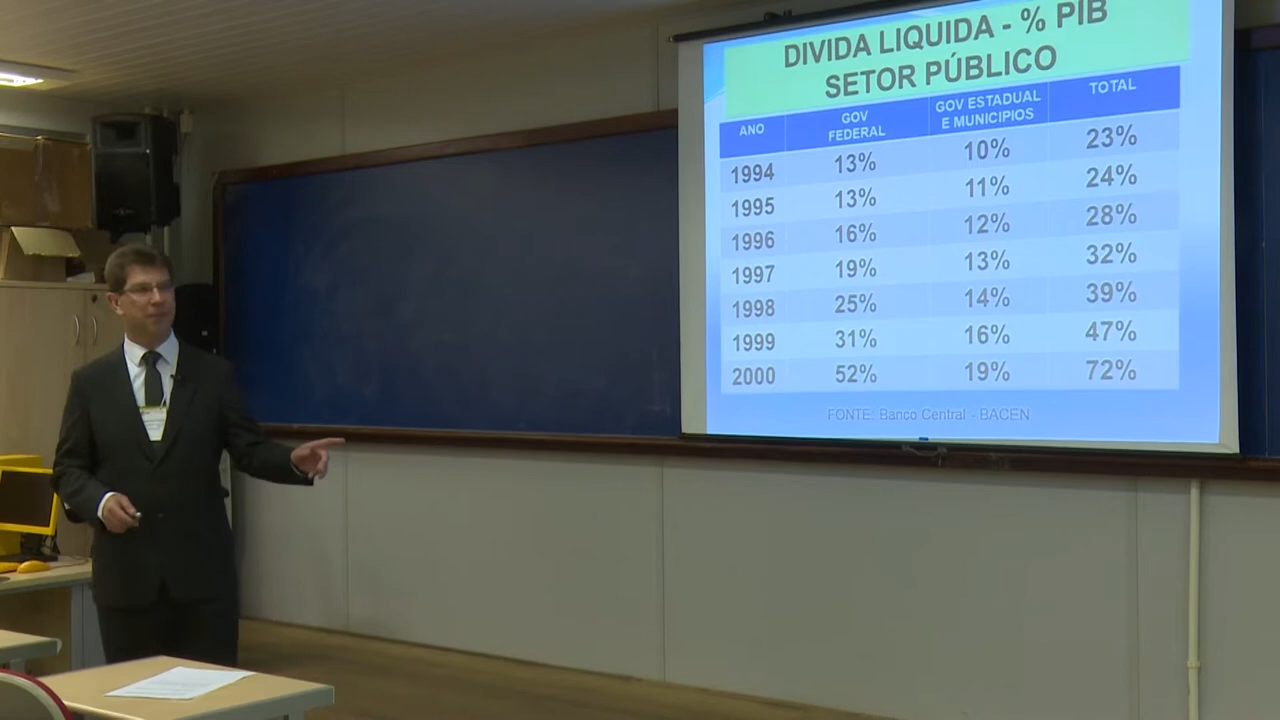 DIVIDA LIQUIDA - % PIB
SETOR PÚBLICO
ANO GOV FEDERAL GOV ESTADUAL E MUNICIPIOS TOTAL
1994 13% 10% 23%
1995 13% 11% 24%
1996 16% 12% 28%
1997 19% 13% 32%
1998 25% 14% 39%
1999 31% 16% 47%
2000 52% 19% 72%
FONTE: Banco Central - BACEN